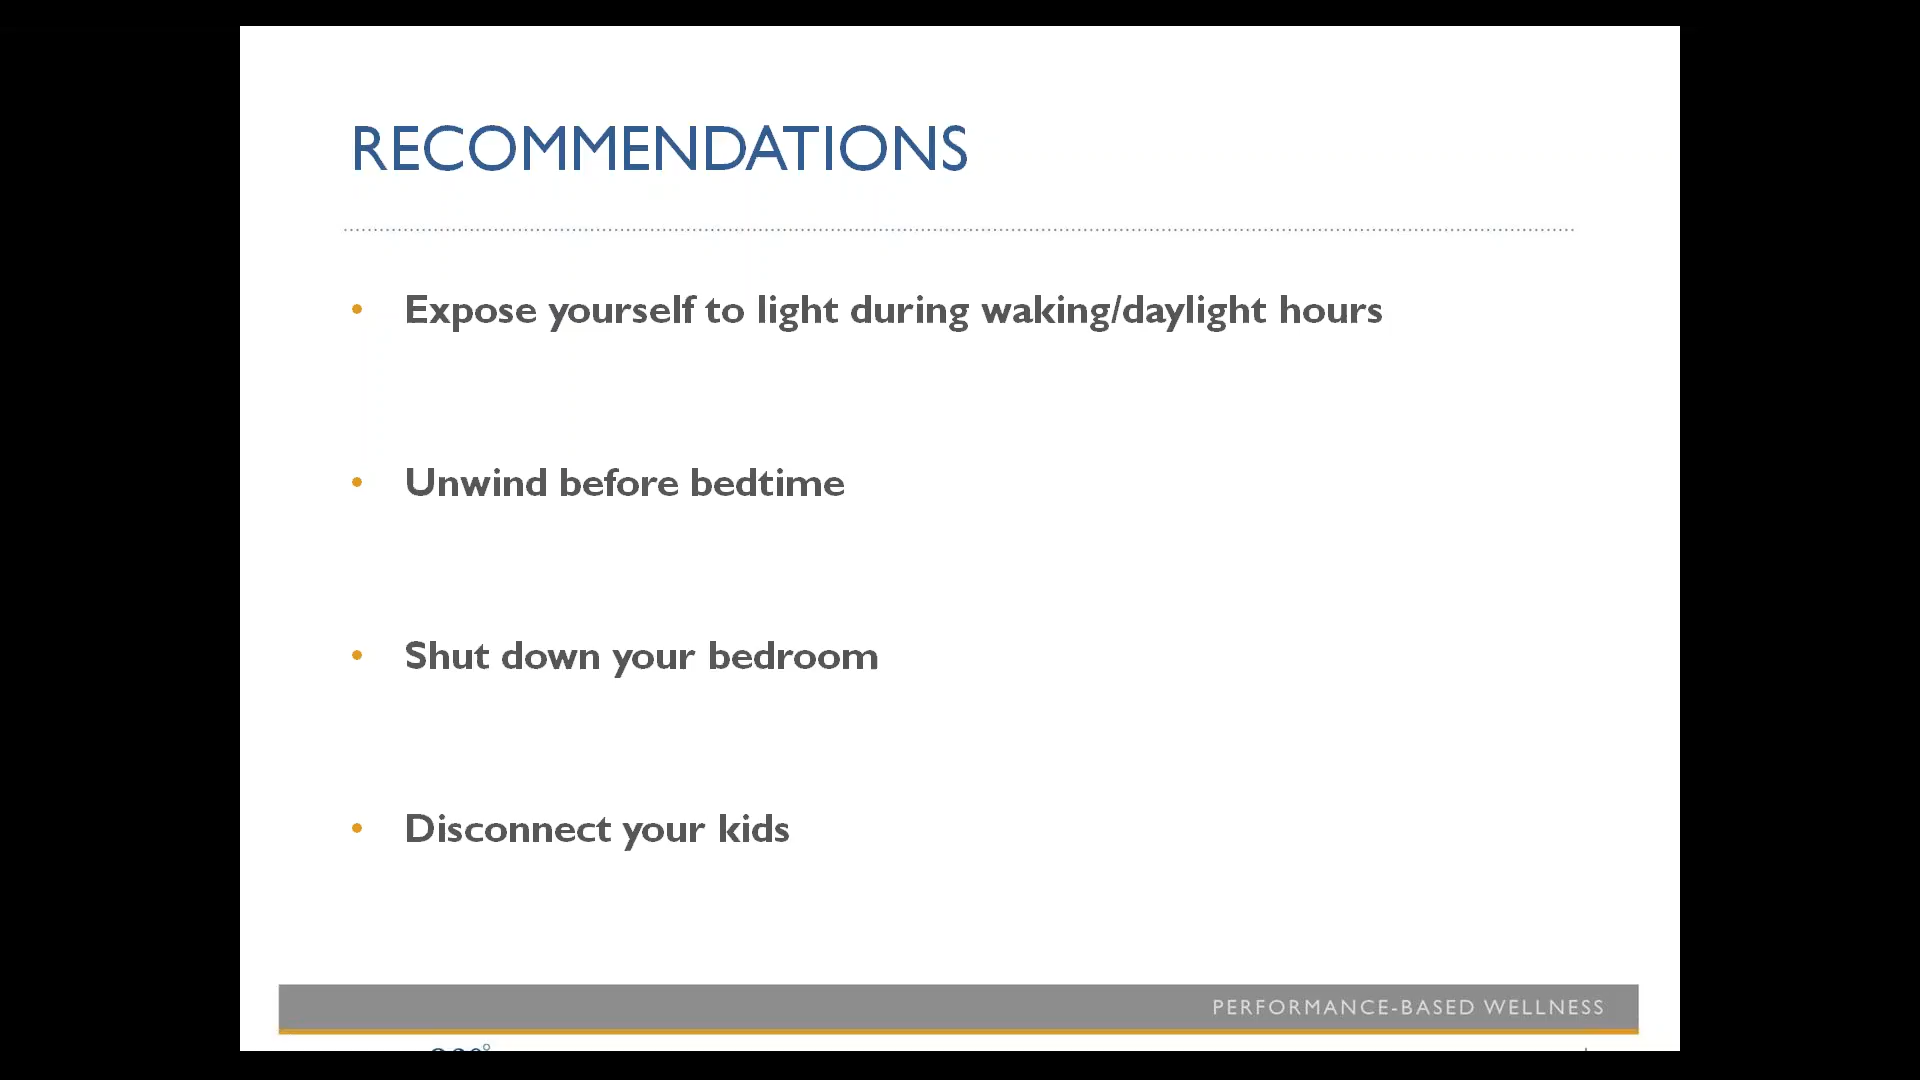 RECOMMENDATIONS
• Expose yourself to light during waking/daylight hours
• Unwind before bedtime
• Shut down your bedroom
• Disconnect your kids
PERFORMANCE-BASED WELLNESS